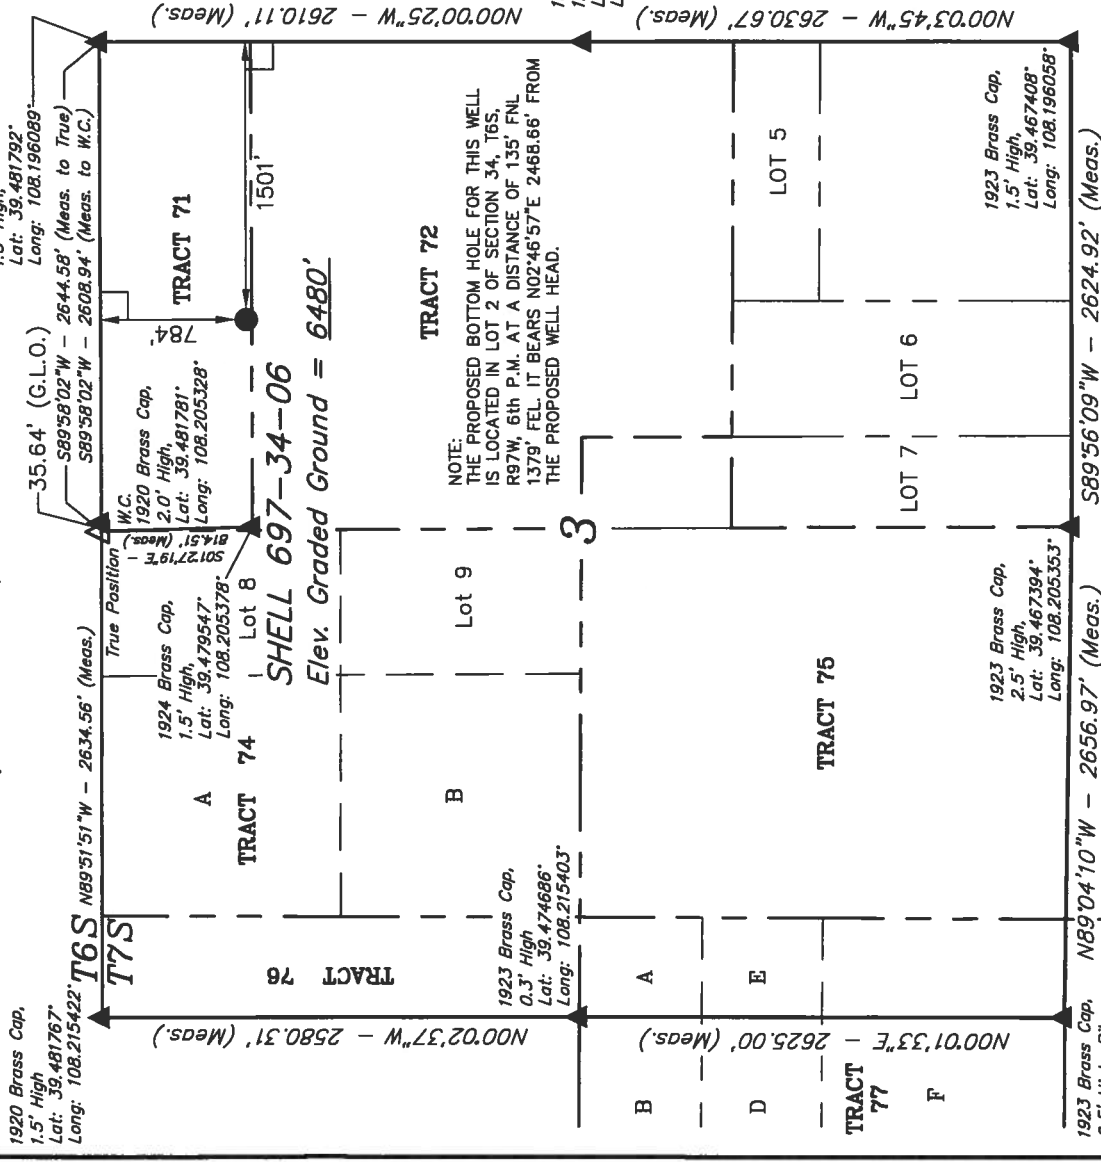 1920 Brass Cap,
1.5' High
Lat: 39.481767°
Long: 108.215422°
T6S
T7S
N89°51'51"W – 2634.56' (Meas.)
35.64' (G.L.O.)
S89°58'02"W – 2644.58' (Meas. to True)
S89°58'02"W – 2608.94' (Meas. to W.C.)
Lat: 39.481792°
Long: 108.196089°
True Position
W.C.
1920 Brass Cap,
2.0' High,
Lat: 39.481781°
Long: 108.205328°
S01°27'19"E –
814.51' (Meas.)
1924 Brass Cap,
1.5' High,
Lat: 39.479547°
Long: 108.205378°
Lot 8
A
TRACT 74
B
Lot 9
TRACT 76
784'
TRACT 71
1501'
SHELL 697-34-06
Elev. Graded Ground = 6480'
TRACT 72
NOTE:
THE PROPOSED BOTTOM HOLE FOR THIS WELL
IS LOCATED IN LOT 2 OF SECTION 34, T6S,
R97W, 6th P.M. AT A DISTANCE OF 135' FNL
1379' FEL. IT BEARS N02°46'57"E 2468.66' FROM
THE PROPOSED WELL HEAD.
N00°02'37"W – 2580.31' (Meas.)
N00°00'25"W – 2610.11' (Meas.)
1923 Brass Cap,
0.3' High
Lat: 39.474686°
Long: 108.215403°
3
B
A
D
E
TRACT
77
F
TRACT 75
LOT 7
LOT 6
LOT 5
N00°01'33"E – 2625.00' (Meas.)
N00°03'45"W – 2630.67' (Meas.)
1923 Brass Cap,
2.5' High,
Lat: 39.467394°
Long: 108.205353°
1923 Brass Cap,
1.5' High,
Lat: 39.467408°
Long: 108.196058°
1923 Brass Cap,
N89°04'10"W – 2656.97' (Meas.)
S89°56'09"W – 2624.92' (Meas.)